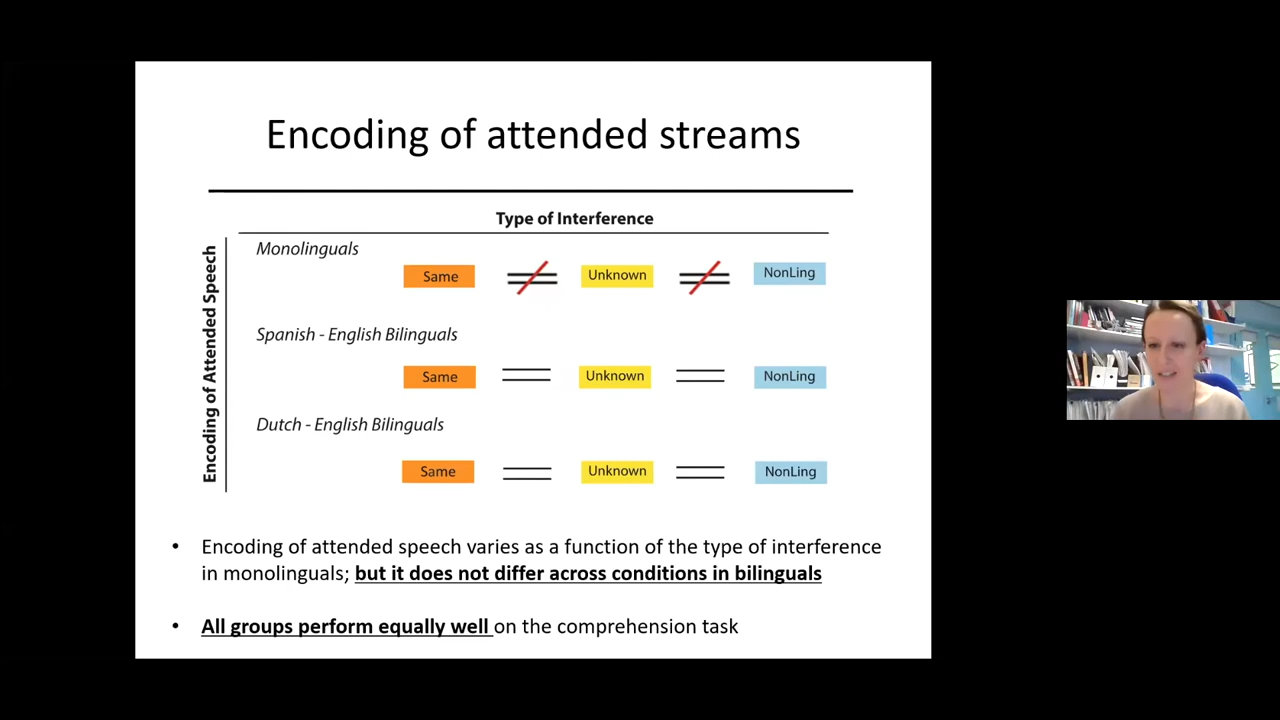 Encoding of attended streams
Type of Interference
Encoding of Attended Speech
Monolinguals
Same Unknown NonLing
Spanish - English Bilinguals
Same Unknown NonLing
Dutch - English Bilinguals
Same Unknown NonLing
• Encoding of attended speech varies as a function of the type of interference
in monolinguals; but it does not differ across conditions in bilinguals
• All groups perform equally well on the comprehension task